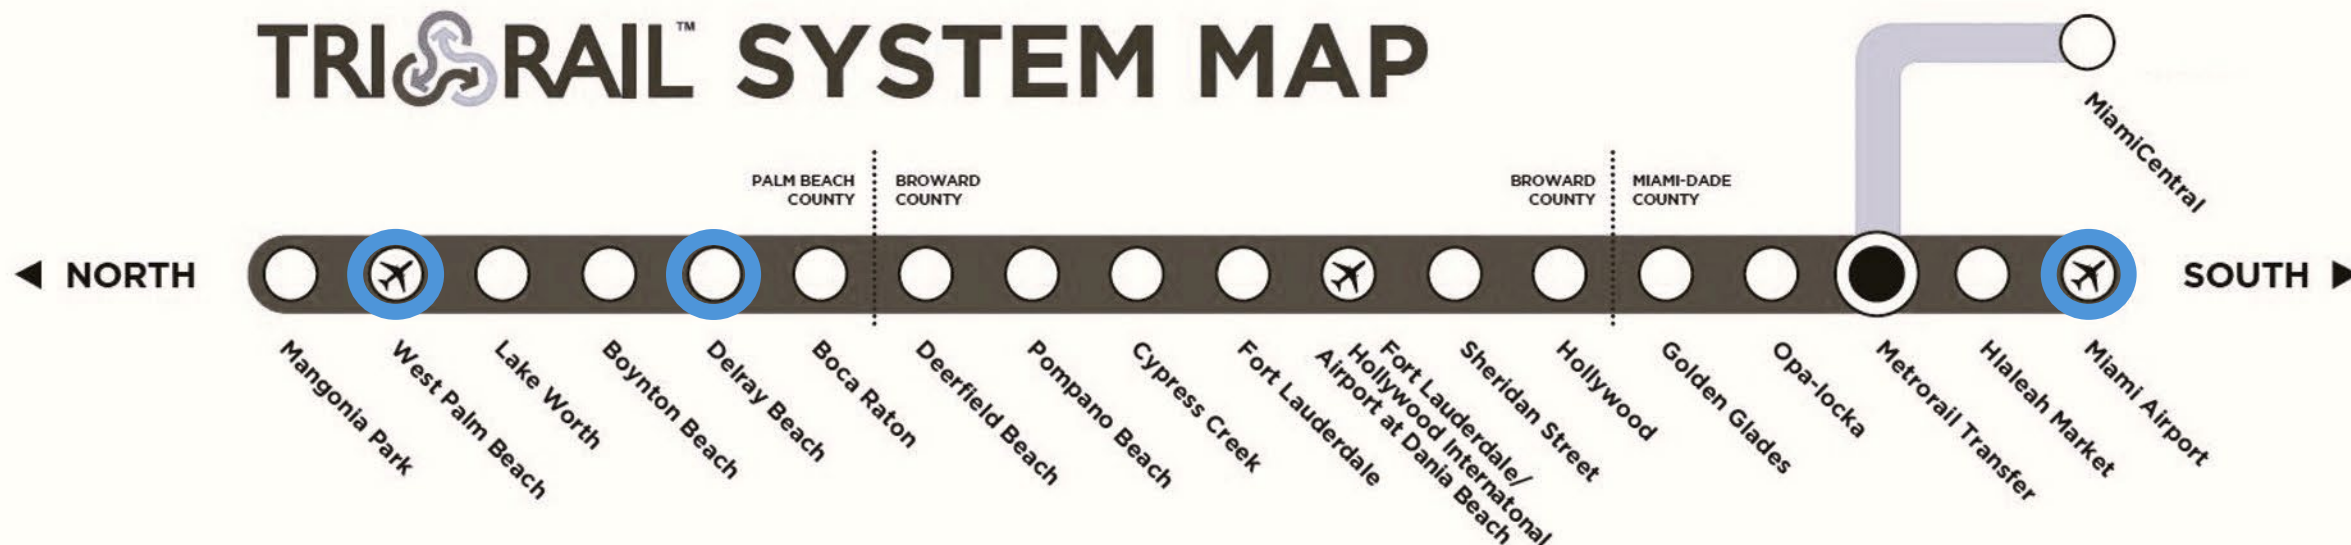 TRI RAIL™ SYSTEM MAP
MiamiCentral
PALM BEACH
COUNTY
BROWARD
COUNTY
BROWARD
COUNTY
MIAMI-DADE
COUNTY
NORTH
SOUTH
Mangonia Park
West Palm Beach
Lake Worth
Boynton Beach
Delray Beach
Boca Raton
Deerfield Beach
Pompano Beach
Cypress Creek
Fort Lauderdale
Fort Lauderdale/
Hollywood Internatonal
Airport at Dania Beach
Sheridan Street
Hollywood
Golden Glades
Opa-locka
Metrorail Transfer
Hialeah Market
Miami Airport